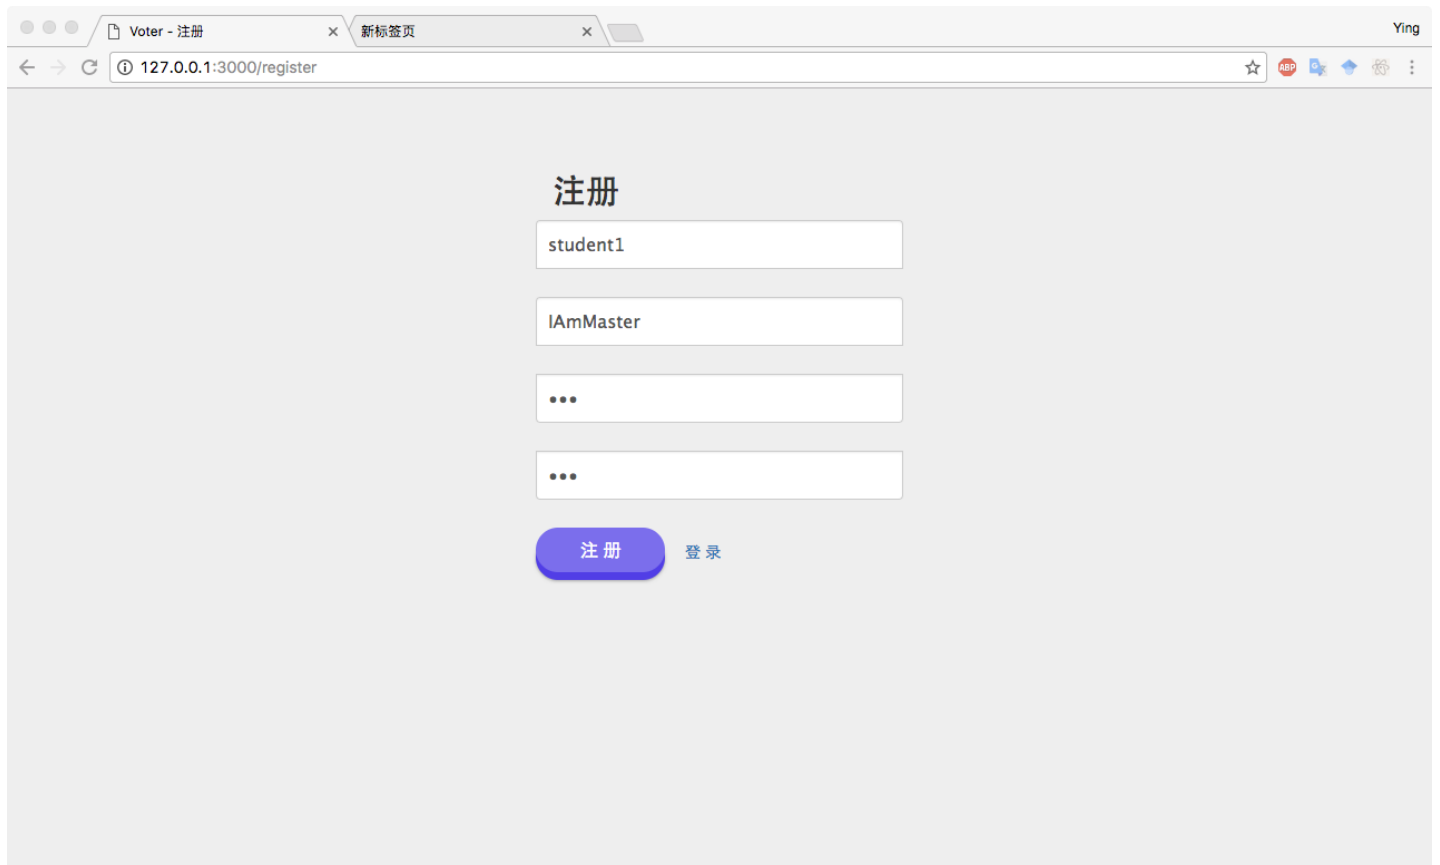 Voter - 注册
新标签页
Ying
127.0.0.1:3000/register
ABP
注册
student1
IAmMaster
•••
•••
注 册 登 录